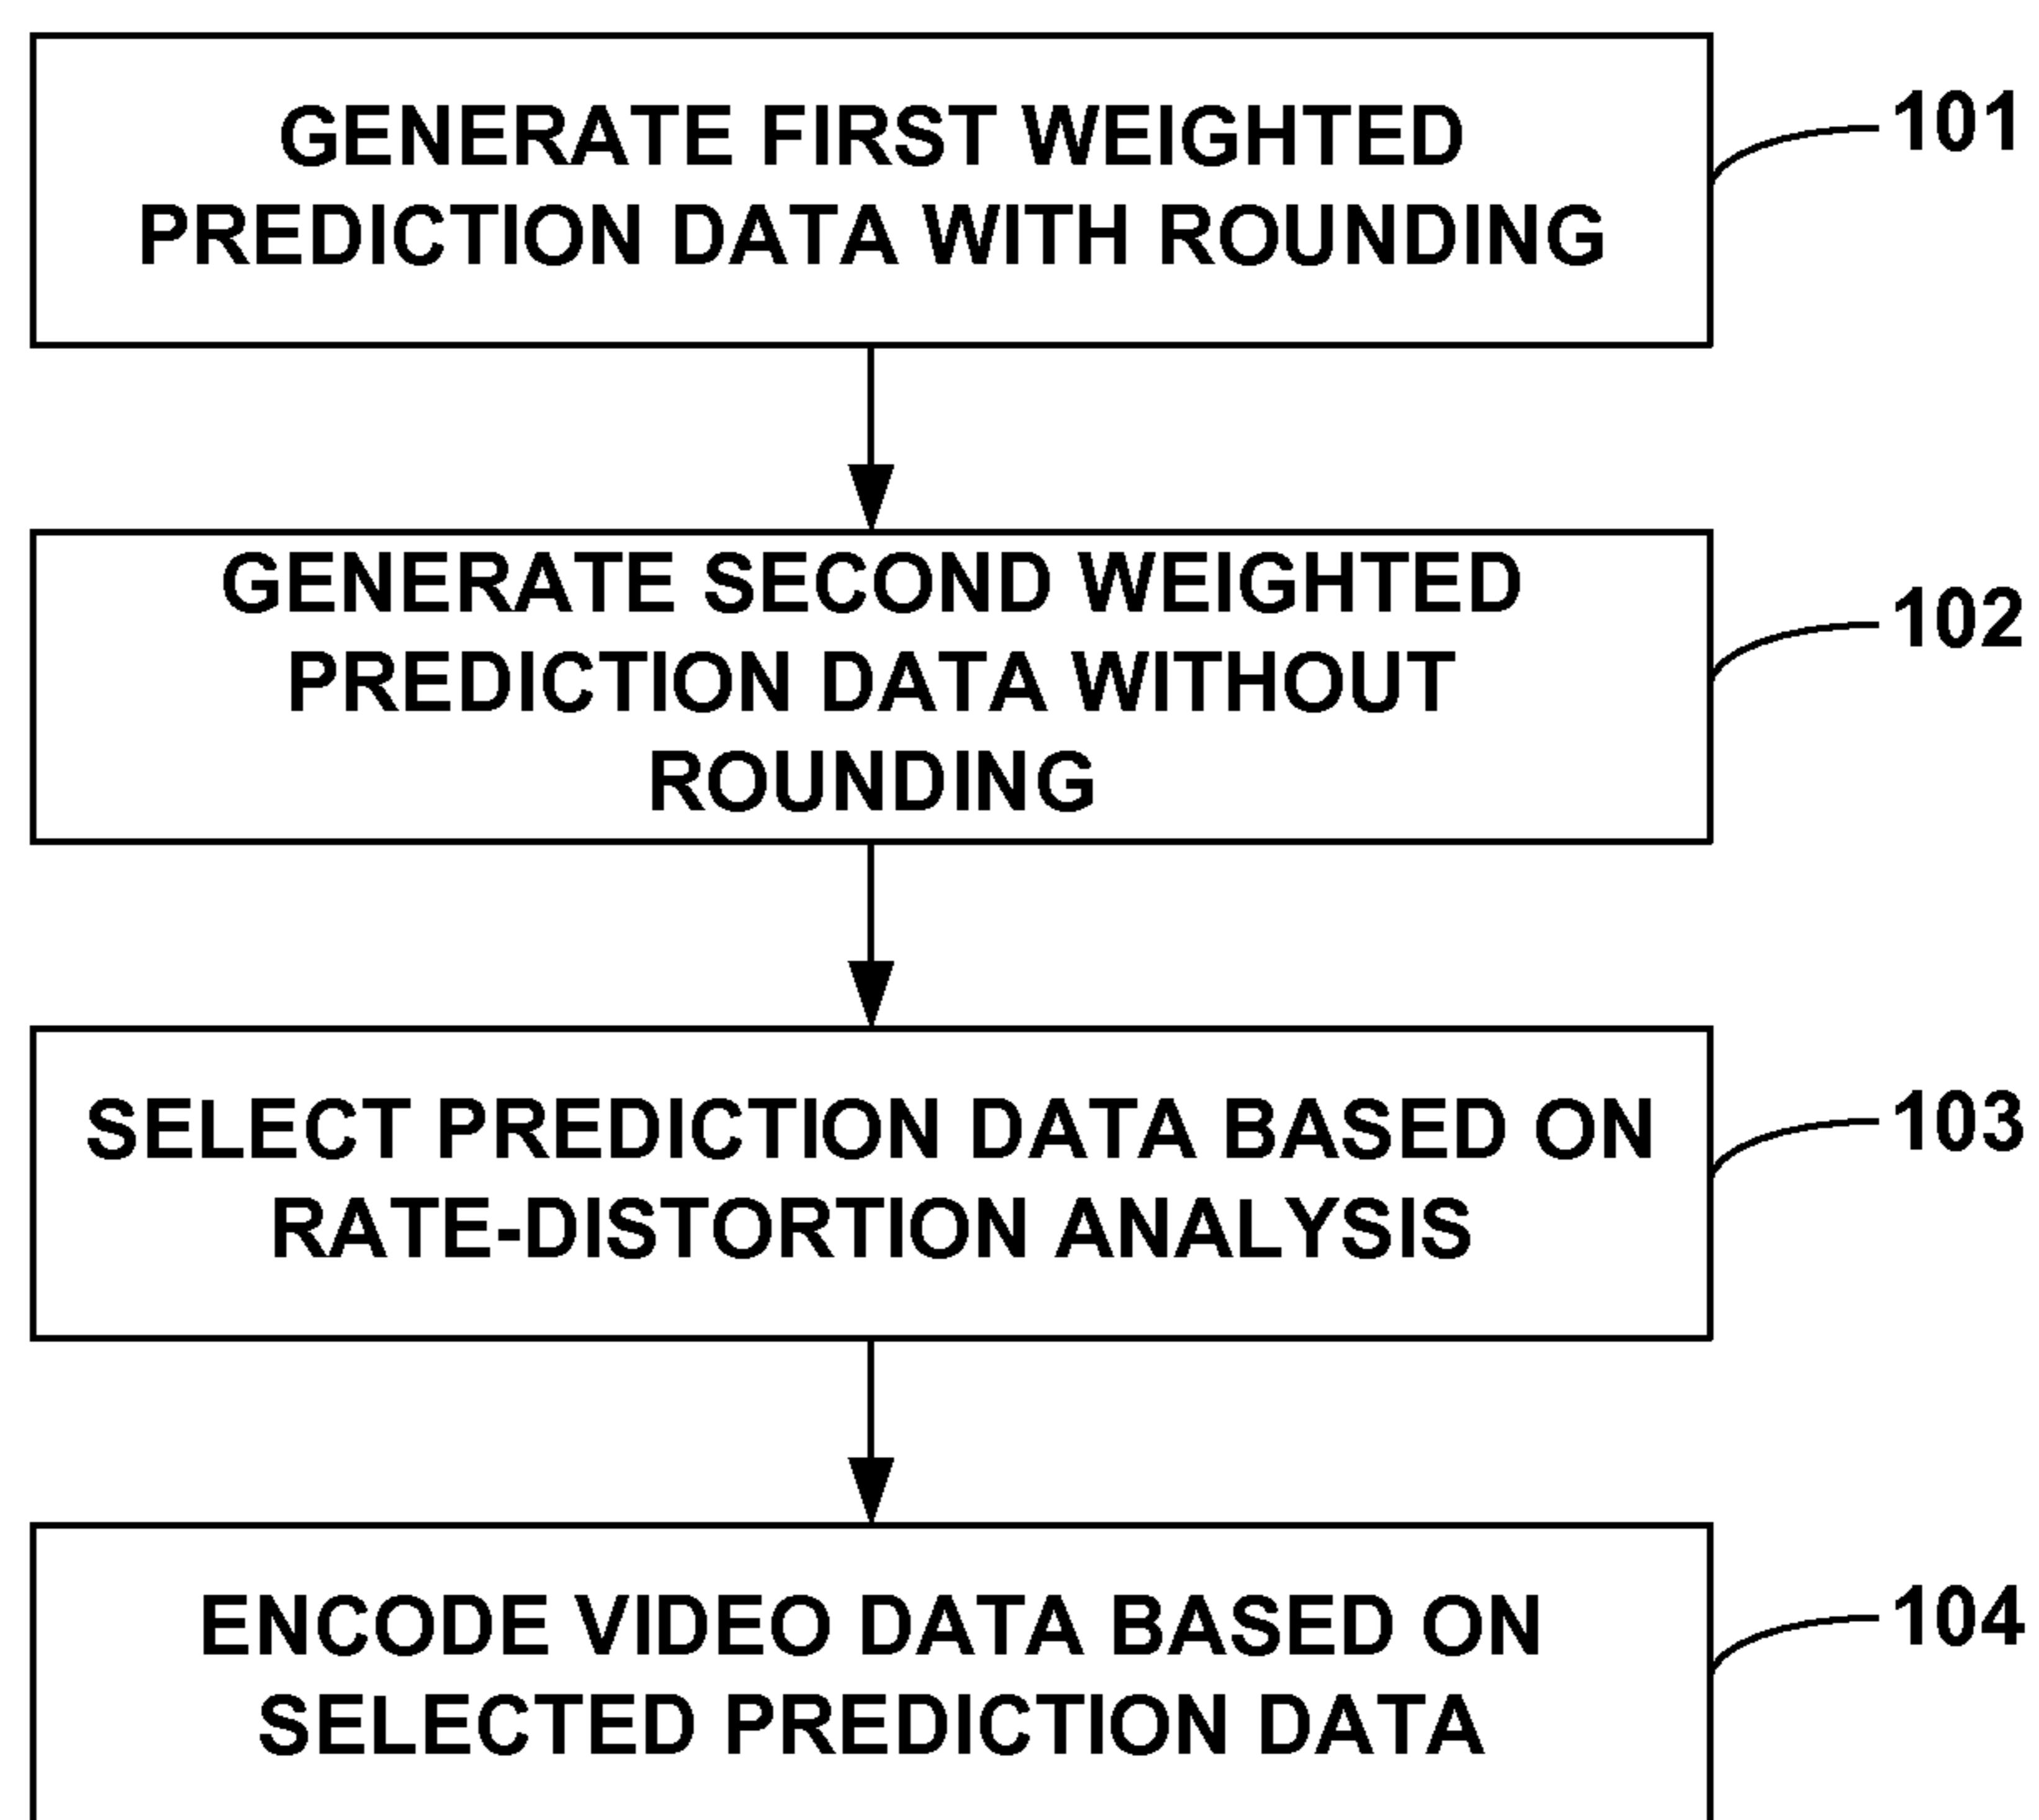 GENERATE FIRST WEIGHTED
PREDICTION DATA WITH ROUNDING
101
GENERATE SECOND WEIGHTED
PREDICTION DATA WITHOUT
ROUNDING
102
SELECT PREDICTION DATA BASED ON
RATE-DISTORTION ANALYSIS
103
ENCODE VIDEO DATA BASED ON
SELECTED PREDICTION DATA
104